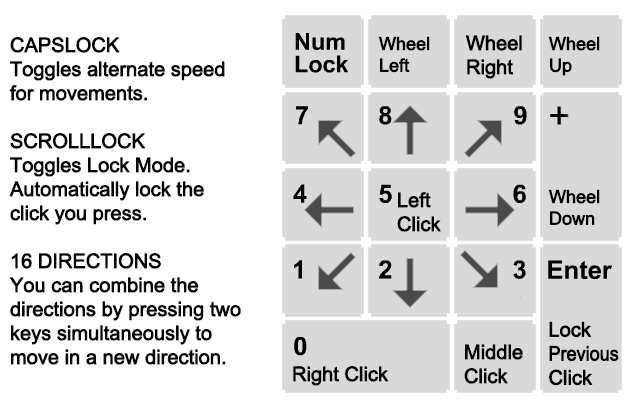 CAPSLOCK
Toggles alternate speed
for movements.
SCROLLLOCK
Toggles Lock Mode.
Automatically lock the
click you press.
16 DIRECTIONS
You can combine the
directions by pressing two
keys simultaneously to
move in a new direction.
Num
Lock
Wheel
Left
Wheel
Right
Wheel
Up
7
8
9
+
4
5 Left
Click
6
Wheel
Down
1
2
3
Enter
0
Right Click
Middle
Click
Lock
Previous
Click